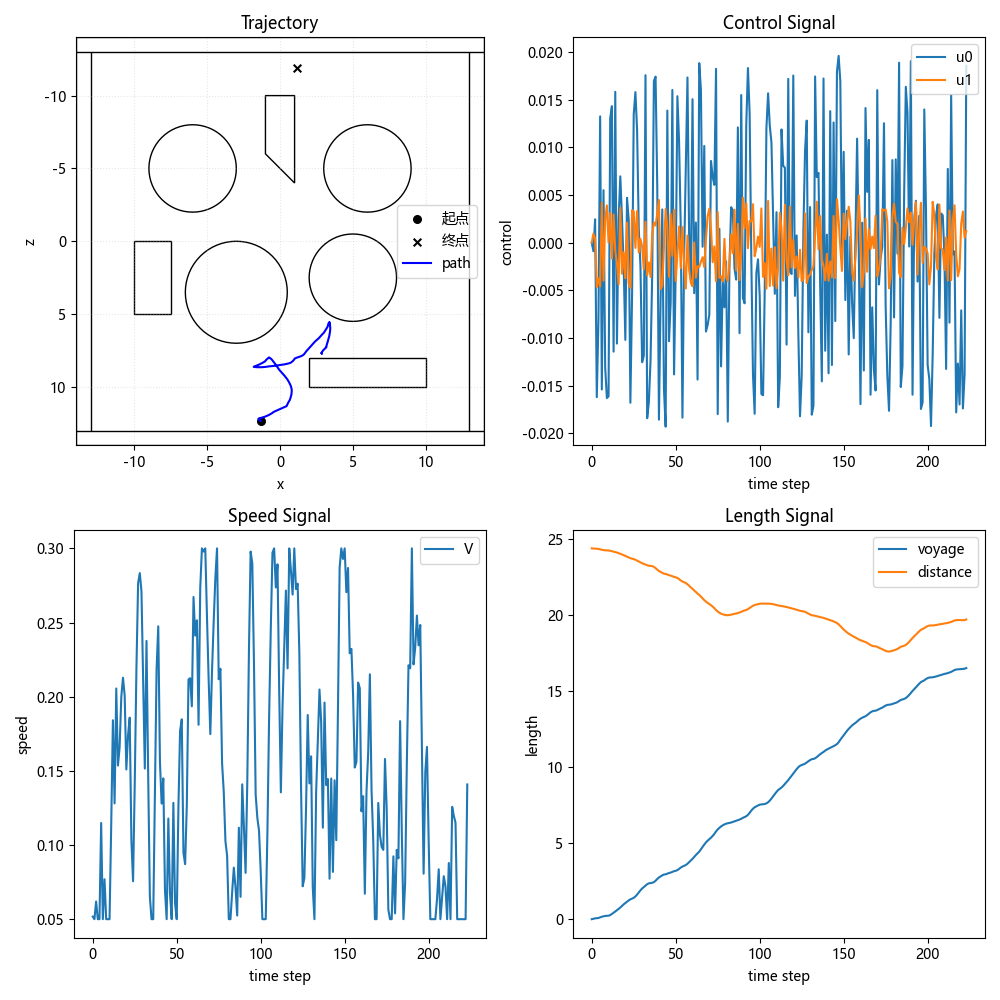 Trajectory
-10
-5
0
5
10
z
-10
-5
0
5
10
x
起点
终点
path
Control Signal
0.020
0.015
0.010
0.005
0.000
-0.005
-0.010
-0.015
-0.020
control
0
50
100
150
200
time step
u0
u1
Speed Signal
0.30
0.25
0.20
0.15
0.10
0.05
speed
0
50
100
150
200
time step
V
Length Signal
25
20
15
10
5
0
length
0
50
100
150
200
time step
voyage
distance